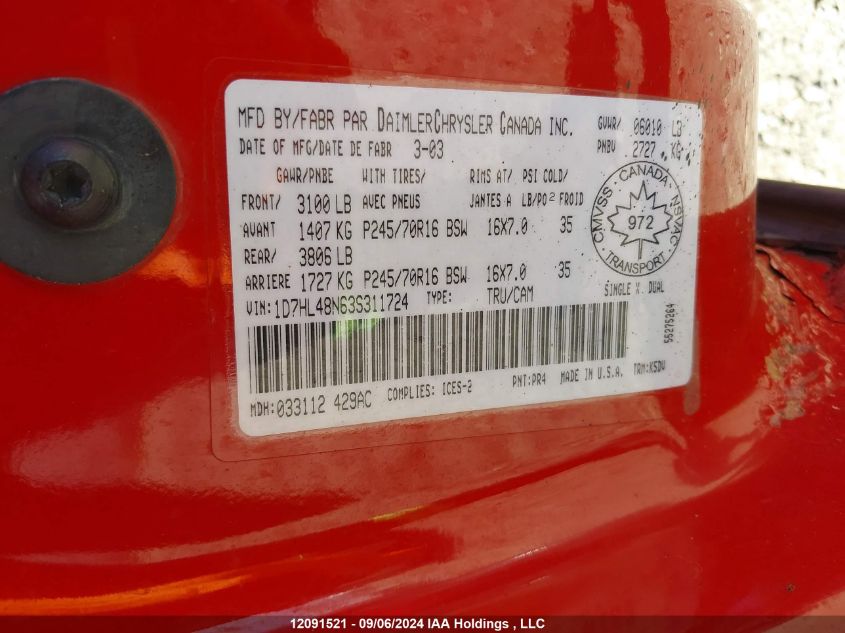 MFD BY/FABR PAR DAIMLERCHRYSLER CANADA INC. GVWR/ 06010 LB
DATE OF MFG/DATE DE FABR 3-03 PNBV 2727 KG
GAWR/PNBE WITH TIRES/ RIMS AT/ PSI COLD/
FRONT/ 3100 LB AVEC PNEUS JANTES A LB/PO2 FROID
AVANT 1407 KG P245/70R16 BSW 16X7.0 35
REAR/ 3806 LB
ARRIERE 1727 KG P245/70R16 BSW 16X7.0 35
CMVSS · CANADA · NSVAC
972
TRANSPORT
VIN: 1D7HL48N63S311724 TYPE: TRU/CAM SINGLE X DUAL
55275264
MDH: 033112 429AC COMPLIES: ICES-2 PNT: PR4 MADE IN U.S.A. TRM: K5DV
12091521 - 09/06/2024 IAA Holdings , LLC